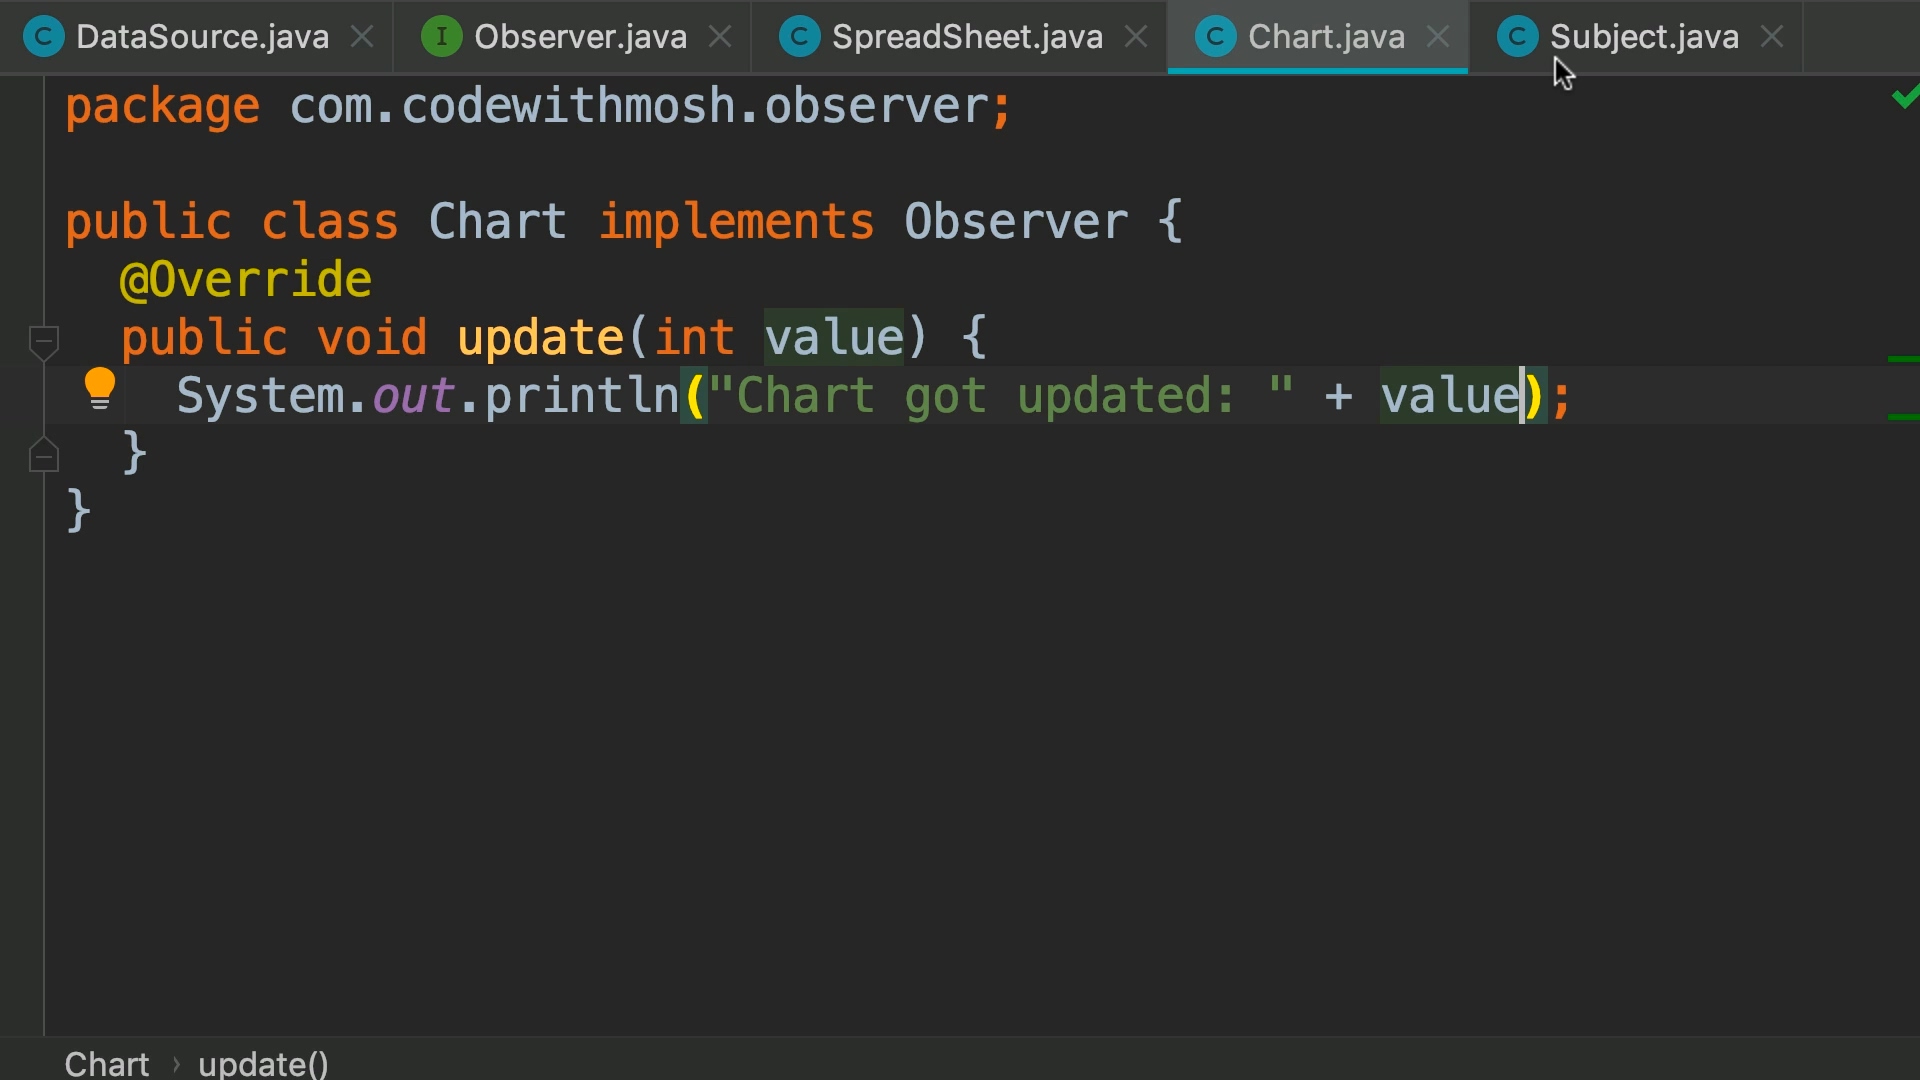 DataSource.java Observer.java SpreadSheet.java Chart.java Subject.java
package com.codewithmosh.observer;
public class Chart implements Observer {
@Override
public void update(int value) {
System.out.println("Chart got updated: " + value);
}
}
Chart › update()